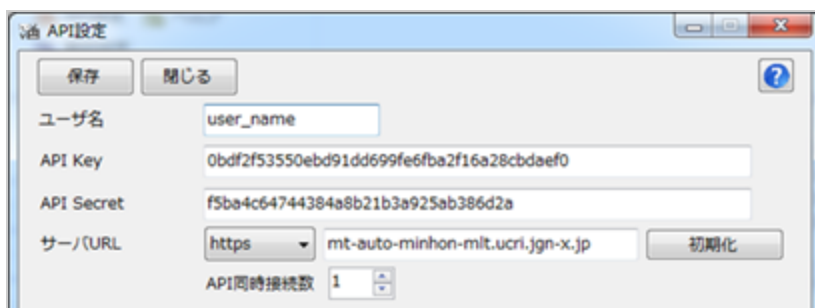 API設定
保存 閉じる
ユーザ名 user_name
API Key 0bdf2f53550ebd91dd699fe6fba2f16a28cbdaef0
API Secret f5ba4c64744384a8b21b3a925ab386d2a
サーバURL https mt-auto-minhon-mlt.ucri.jgn-x.jp 初期化
API同時接続数 1